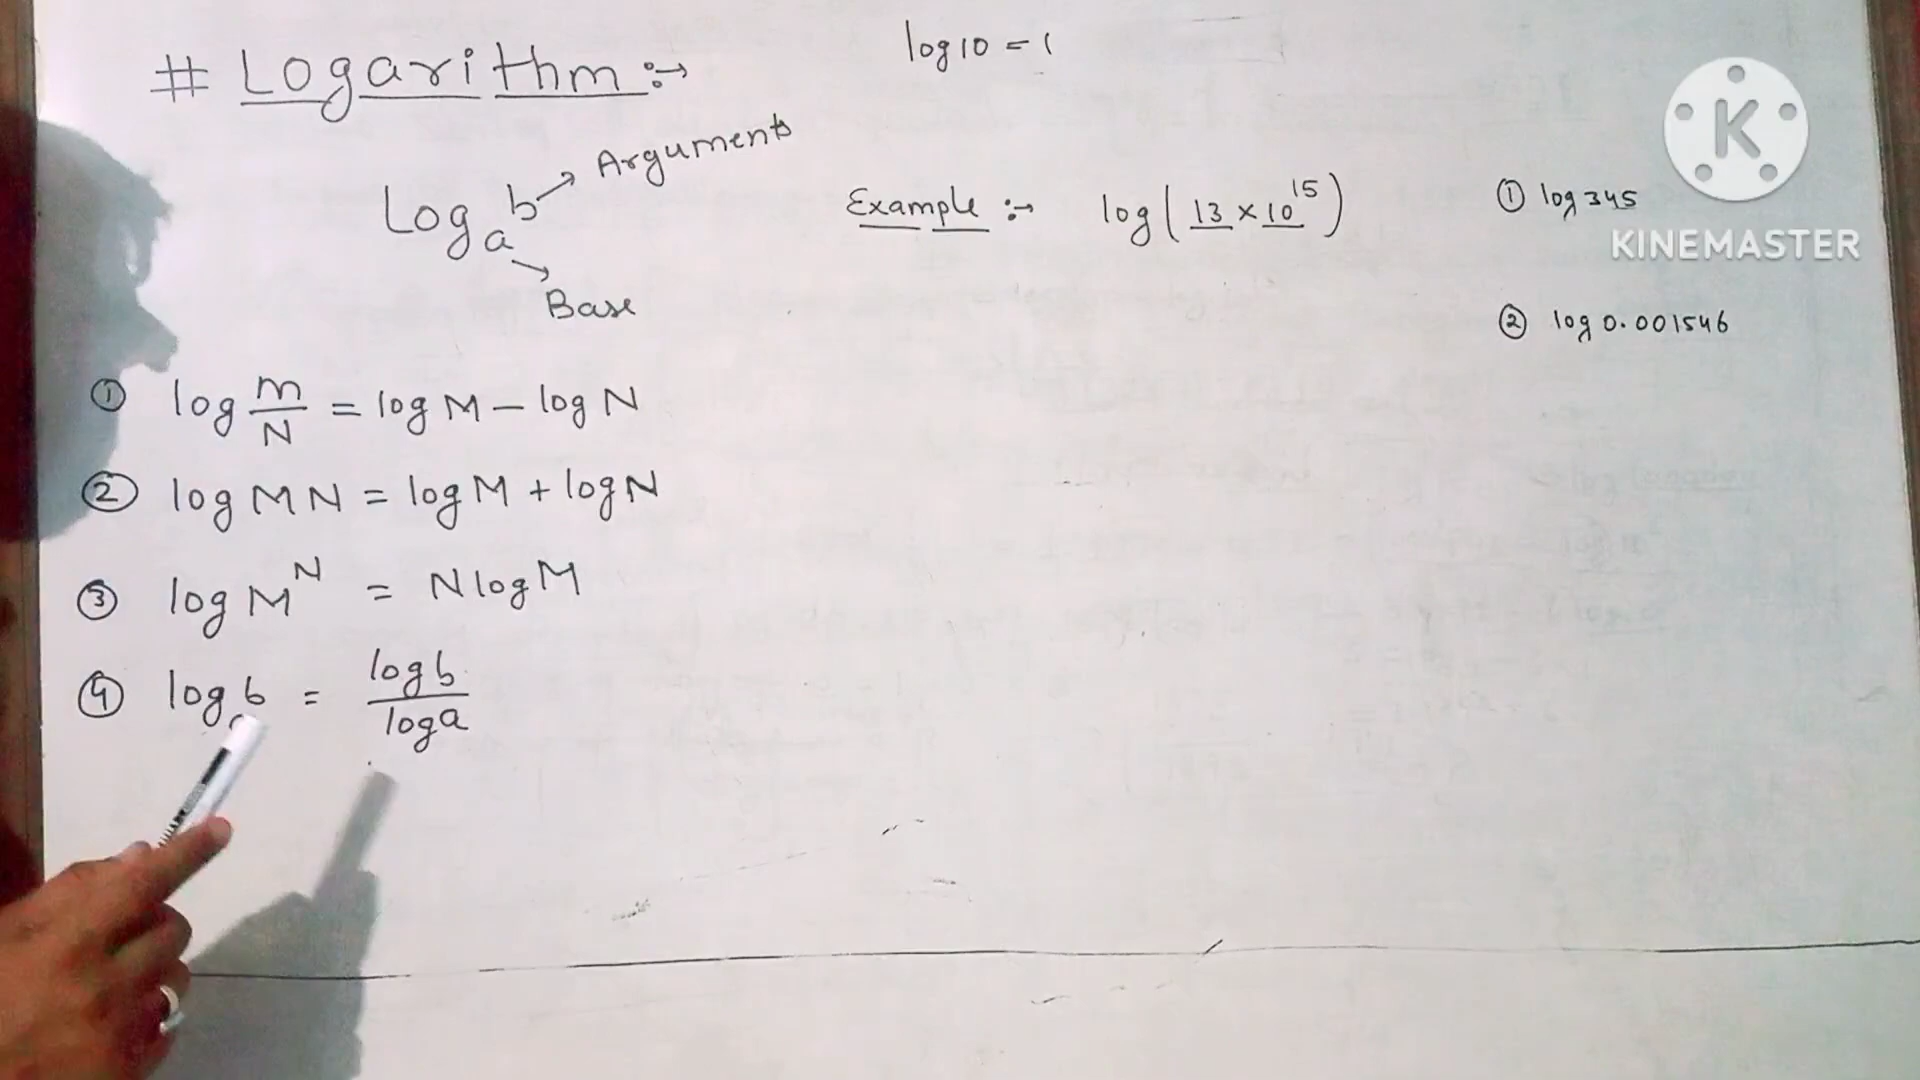 # Logarithm :→
log10 = 1
Log_a b → Arguments
→ Base
Example :→ log(13 × 10^15)
① log 345
② log 0.001546
① log m/N = log M − log N
② log MN = log M + log N
③ log M^N = N log M
④ log_a b = log b / log a
K
KINEMASTER